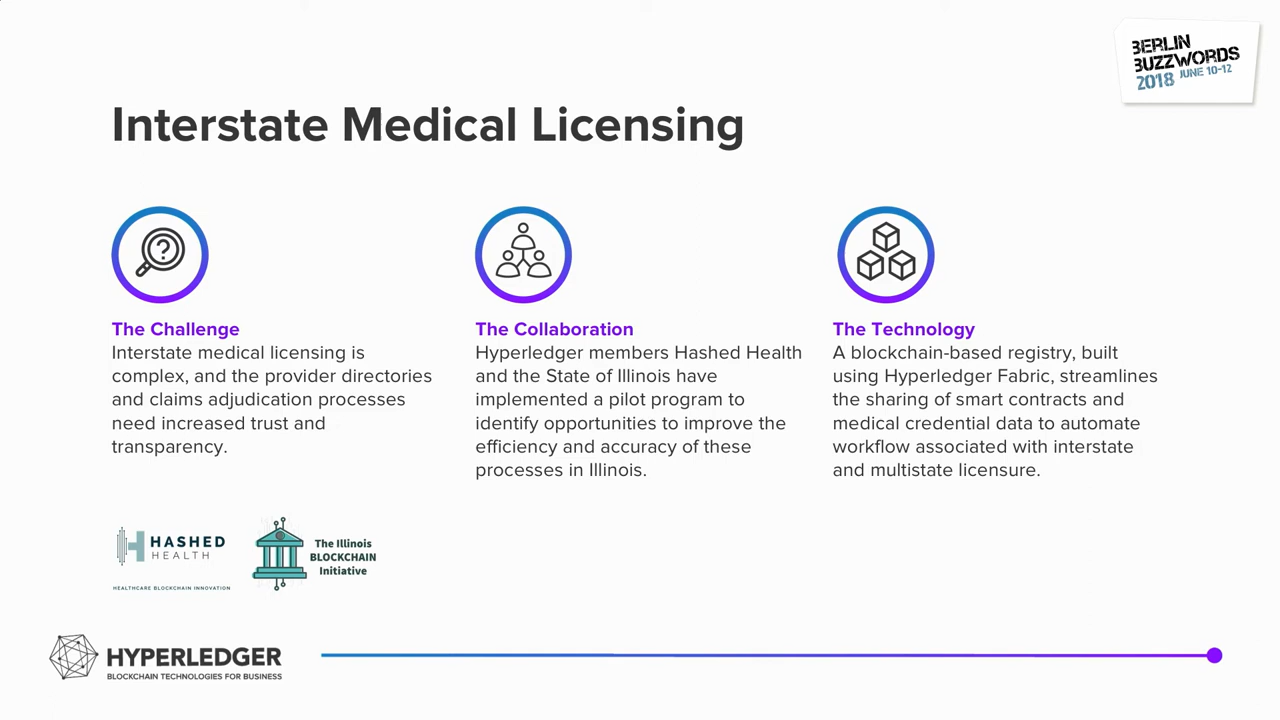 BERLIN
BUZZWORDS
2018 JUNE 10-12
Interstate Medical Licensing
?
The Challenge
Interstate medical licensing is
complex, and the provider directories
and claims adjudication processes
need increased trust and
transparency.
The Collaboration
Hyperledger members Hashed Health
and the State of Illinois have
implemented a pilot program to
identify opportunities to improve the
efficiency and accuracy of these
processes in Illinois.
The Technology
A blockchain-based registry, built
using Hyperledger Fabric, streamlines
the sharing of smart contracts and
medical credential data to automate
workflow associated with interstate
and multistate licensure.
HASHED
HEALTH
HEALTHCARE BLOCKCHAIN INNOVATION
The Illinois
BLOCKCHAIN
Initiative
HYPERLEDGER
BLOCKCHAIN TECHNOLOGIES FOR BUSINESS